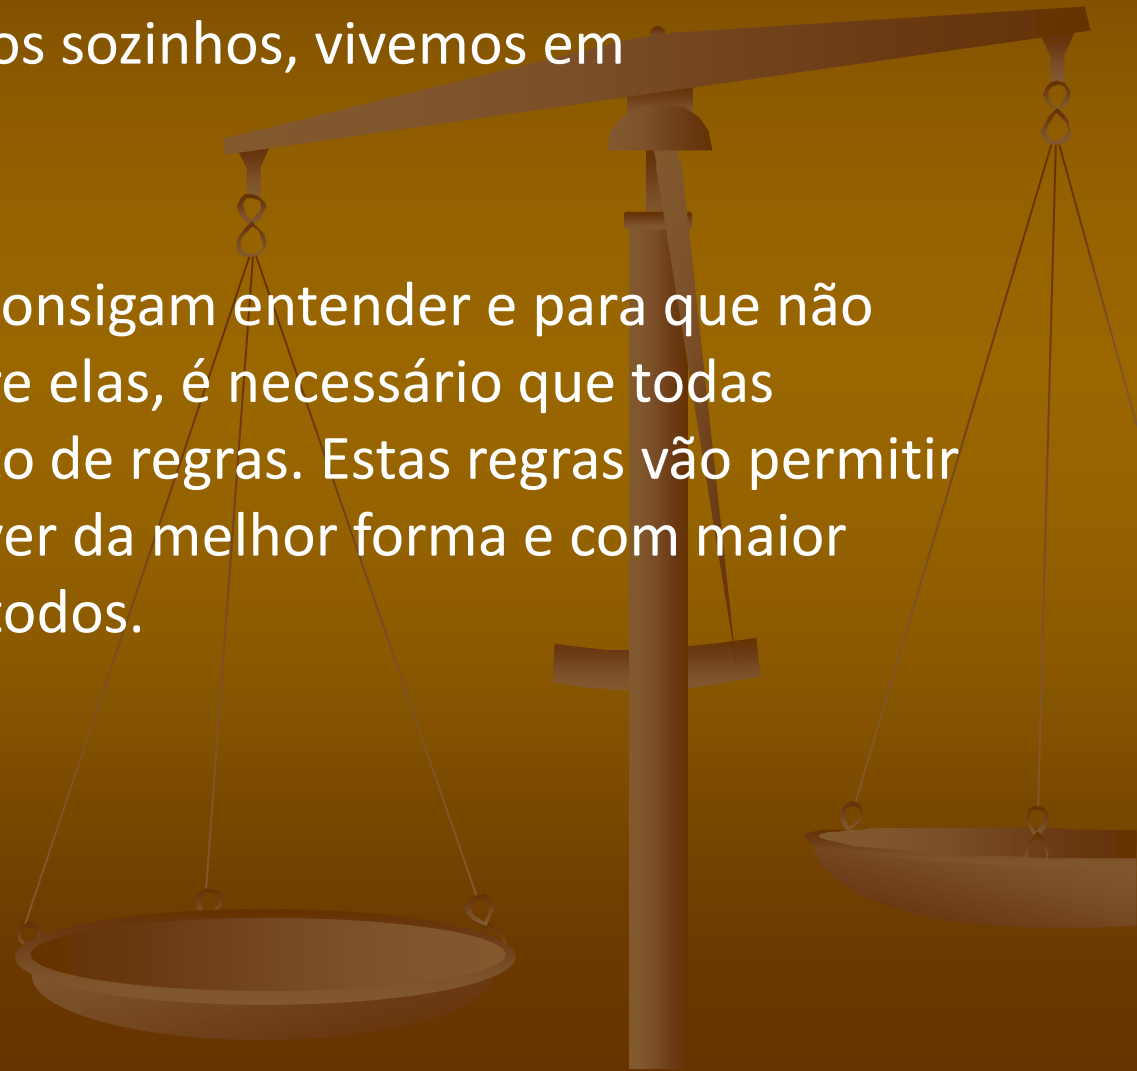 os sozinhos, vivemos em
onsigam entender e para que não
re elas, é necessário que todas
to de regras. Estas regras vão permitir
ver da melhor forma e com maior
todos.